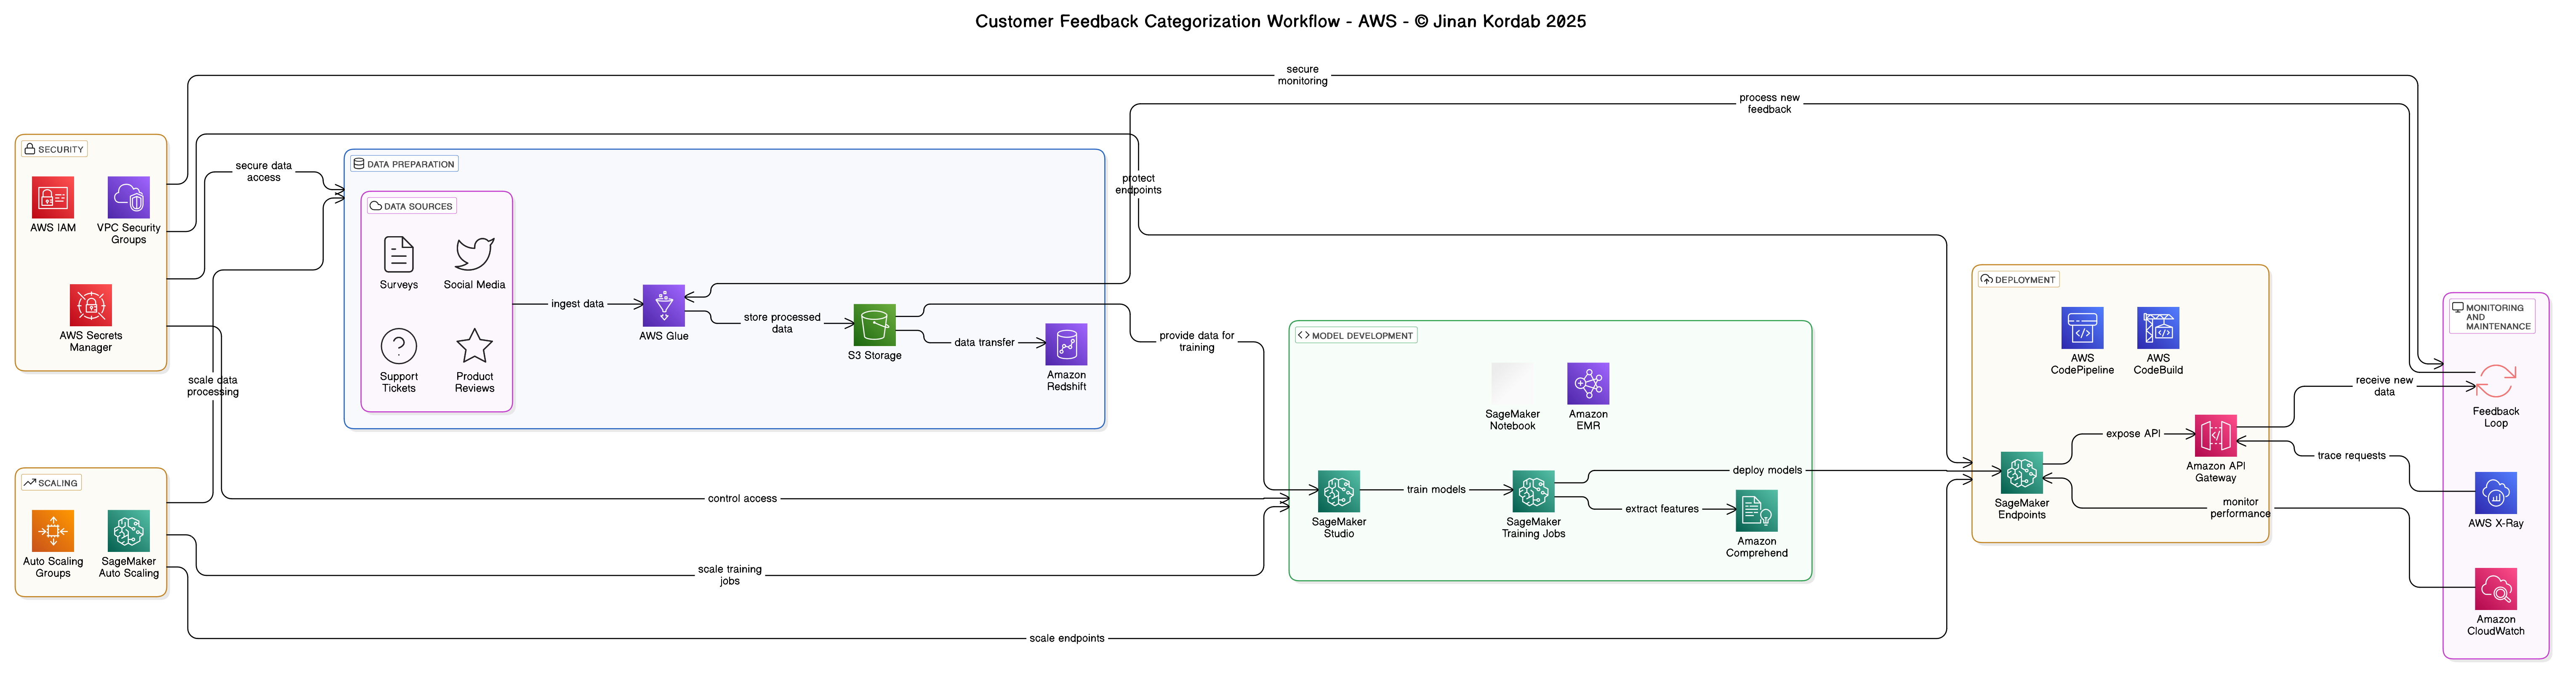 Customer Feedback Categorization Workflow - AWS - © Jinan Kordab 2025
secure
monitoring
process new
feedback
SECURITY
AWS IAM
VPC Security
Groups
AWS Secrets
Manager
secure data
access
protect
endpoints
scale data
processing
DATA PREPARATION
DATA SOURCES
Surveys
Social Media
Support
Tickets
Product
Reviews
ingest data
AWS Glue
store processed
data
S3 Storage
data transfer
Amazon
Redshift
provide data for
training
SCALING
Auto Scaling
Groups
SageMaker
Auto Scaling
control access
scale training
jobs
scale endpoints
MODEL DEVELOPMENT
SageMaker
Notebook
Amazon
EMR
SageMaker
Studio
train models
SageMaker
Training Jobs
deploy models
extract features
Amazon
Comprehend
DEPLOYMENT
AWS
CodePipeline
AWS
CodeBuild
SageMaker
Endpoints
expose API
Amazon API
Gateway
monitor
performance
receive new
data
trace requests
MONITORING
AND
MAINTENANCE
Feedback
Loop
AWS X-Ray
Amazon
CloudWatch